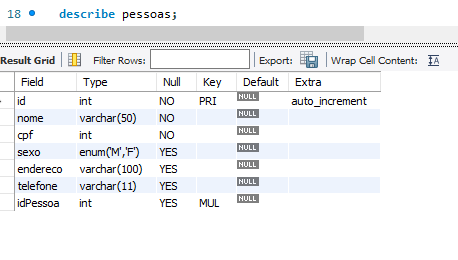 18 describe pessoas;
Result Grid Filter Rows: Export: Wrap Cell Content: IA
Field Type Null Key Default Extra
id int NO PRI NULL auto_increment
nome varchar(50) NO NULL
cpf int NO NULL
sexo enum('M','F') YES NULL
endereco varchar(100) YES NULL
telefone varchar(11) YES NULL
idPessoa int YES MUL NULL